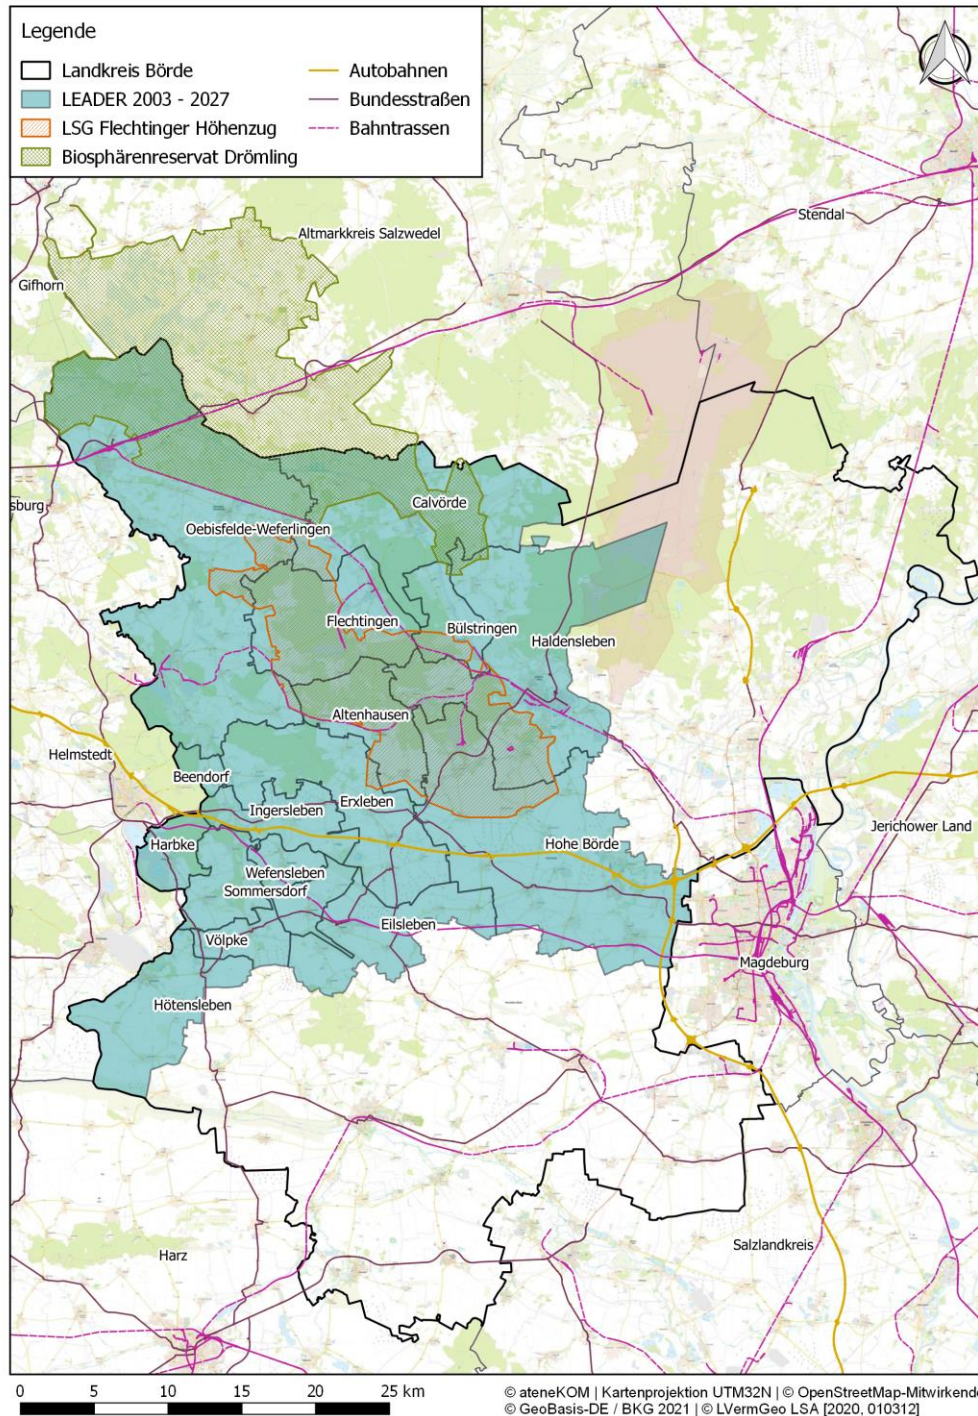 Legende
Landkreis Börde
LEADER 2003 - 2027
LSG Flechtinger Höhenzug
Biosphärenreservat Drömling
Autobahnen
Bundesstraßen
Bahntrassen
Stendal
Altmarkkreis Salzwedel
Gifhorn
Calvörde
sburg
Oebisfelde-Weferlingen
Flechtingen
Bülstringen
Haldensleben
Altenhausen
Helmstedt
Beendorf
Ingersleben
Erxleben
Jerichower Land
Harbke
Hohe Börde
Wefensleben
Sommersdorf
Eilsleben
Völpke
Magdeburg
Hötensleben
Salzlandkreis
Harz
0 5 10 15 20 25 km
© ateneKOM | Kartenprojektion UTM32N | © OpenStreetMap-Mitwirkende
© GeoBasis-DE / BKG 2021 | © LVermGeo LSA [2020, 010312]